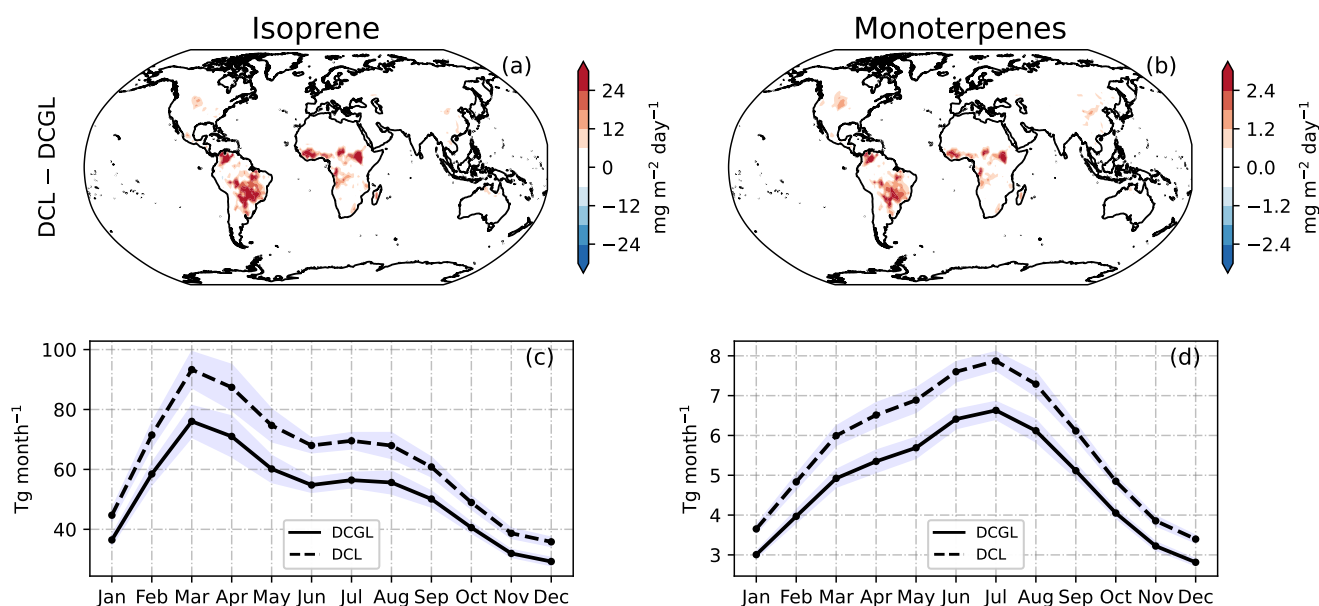 Isoprene
Monoterpenes
DCL − DCGL
(a)
24
12
0
−12
−24
mg m⁻² day⁻¹
(b)
2.4
1.2
0.0
−1.2
−2.4
mg m⁻² day⁻¹
(c)
100
80
60
40
Tg month⁻¹
DCGL
DCL
Jan Feb Mar Apr May Jun Jul Aug Sep Oct Nov Dec
(d)
8
7
6
5
4
3
Tg month⁻¹
DCGL
DCL
Jan Feb Mar Apr May Jun Jul Aug Sep Oct Nov Dec